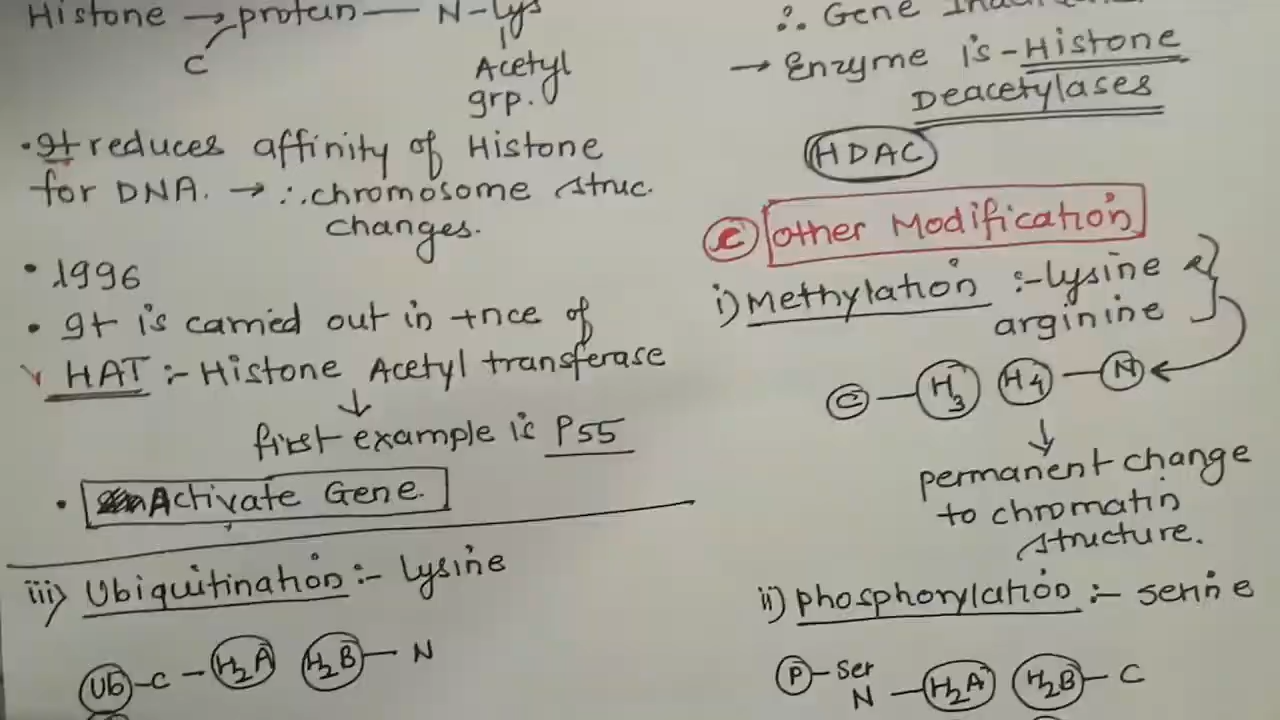 Histone → protein — N-Lys
C
Acetyl
grp.
• It reduces affinity of Histone
for DNA. → ∴ chromosome struc.
changes.
• 1996
• It is carried out in +nce of
HAT :- Histone Acetyl transferase
↓
first example is P55
• Activate Gene.
iii) Ubiquitination :- Lysine
Ub - C - H2A H2B - N
∴ Gene
→ Enzyme is - Histone
Deacetylases
HDAC
C other Modification
i) Methylation :- lysine &
arginine
C - H3 H4 - N
↓
permanent change
to chromatin
structure.
ii) phosphorylation :- serine
P - Ser
N - H2A H2B - C